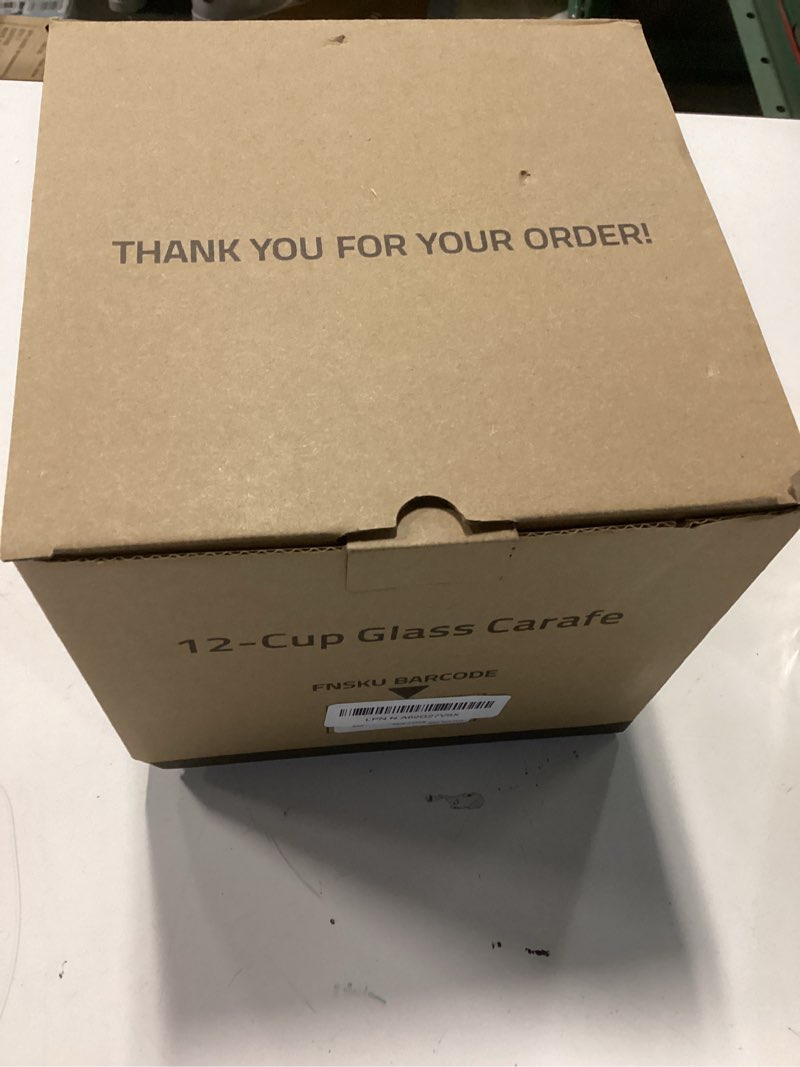 THANK YOU FOR YOUR ORDER!
12-Cup Glass Carafe
FNSKU BARCODE